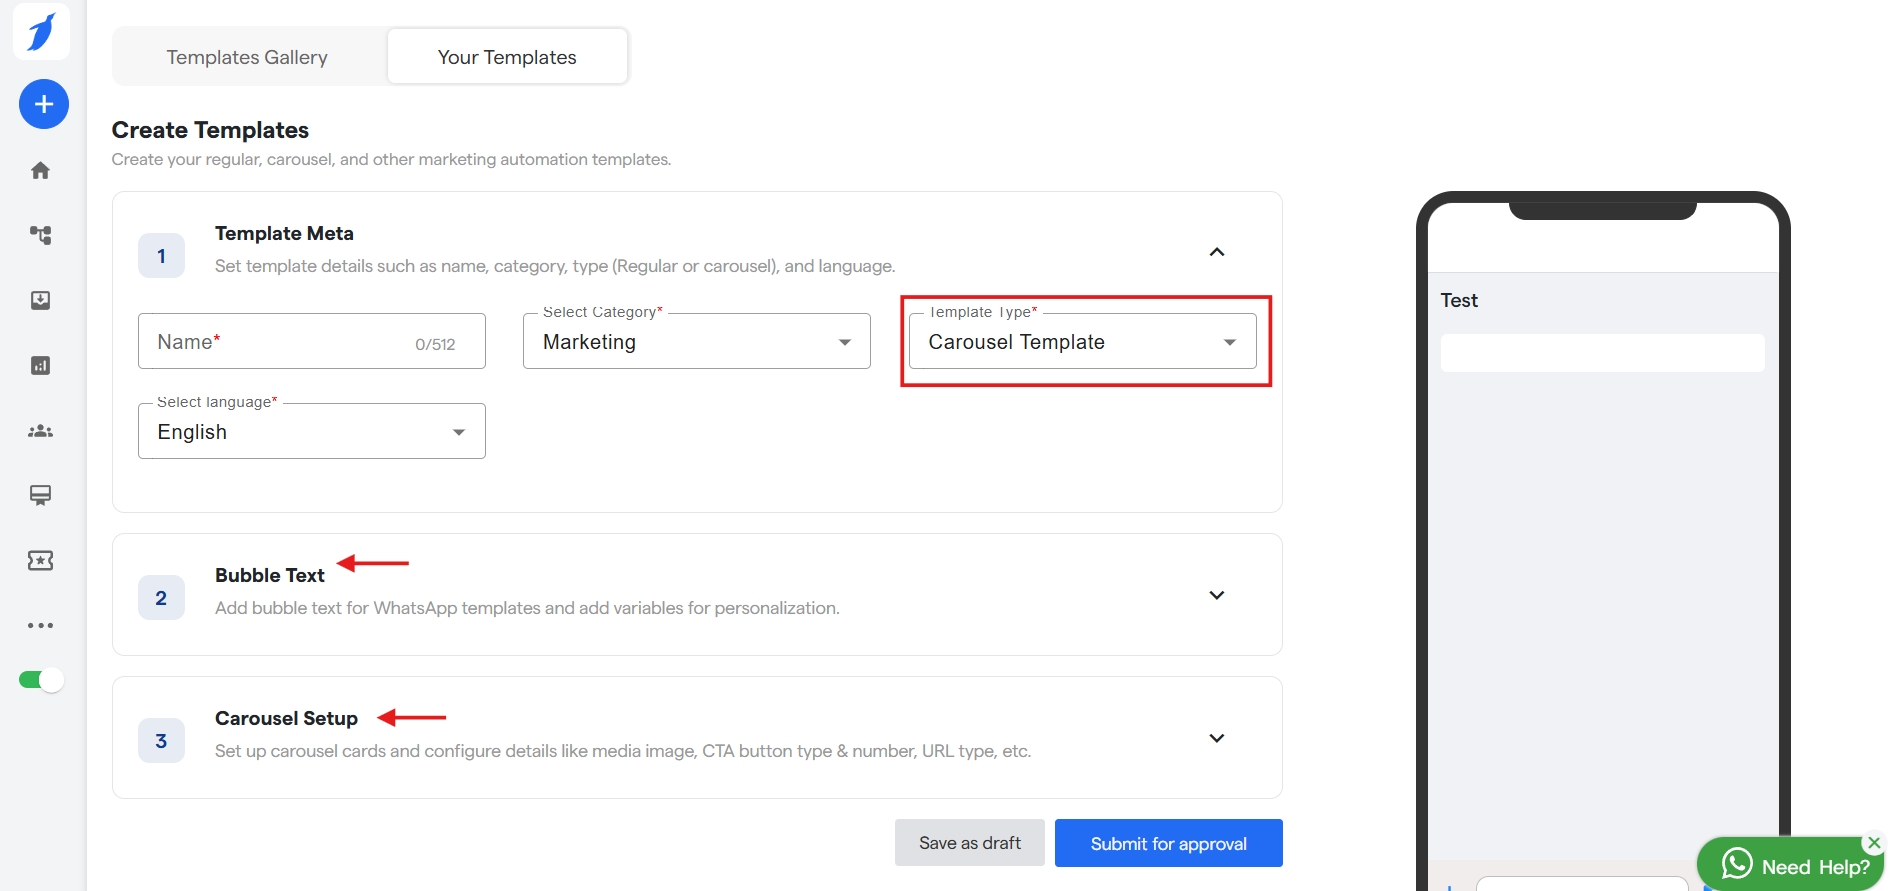 Templates Gallery
Your Templates
Create Templates
Create your regular, carousel, and other marketing automation templates.
1
Template Meta
Set template details such as name, category, type (Regular or carousel), and language.
Name*
0/512
Select Category*
Marketing
Template Type*
Carousel Template
Select language*
English
2
Bubble Text
Add bubble text for WhatsApp templates and add variables for personalization.
3
Carousel Setup
Set up carousel cards and configure details like media image, CTA button type & number, URL type, etc.
Save as draft
Submit for approval
Test
Need Help?